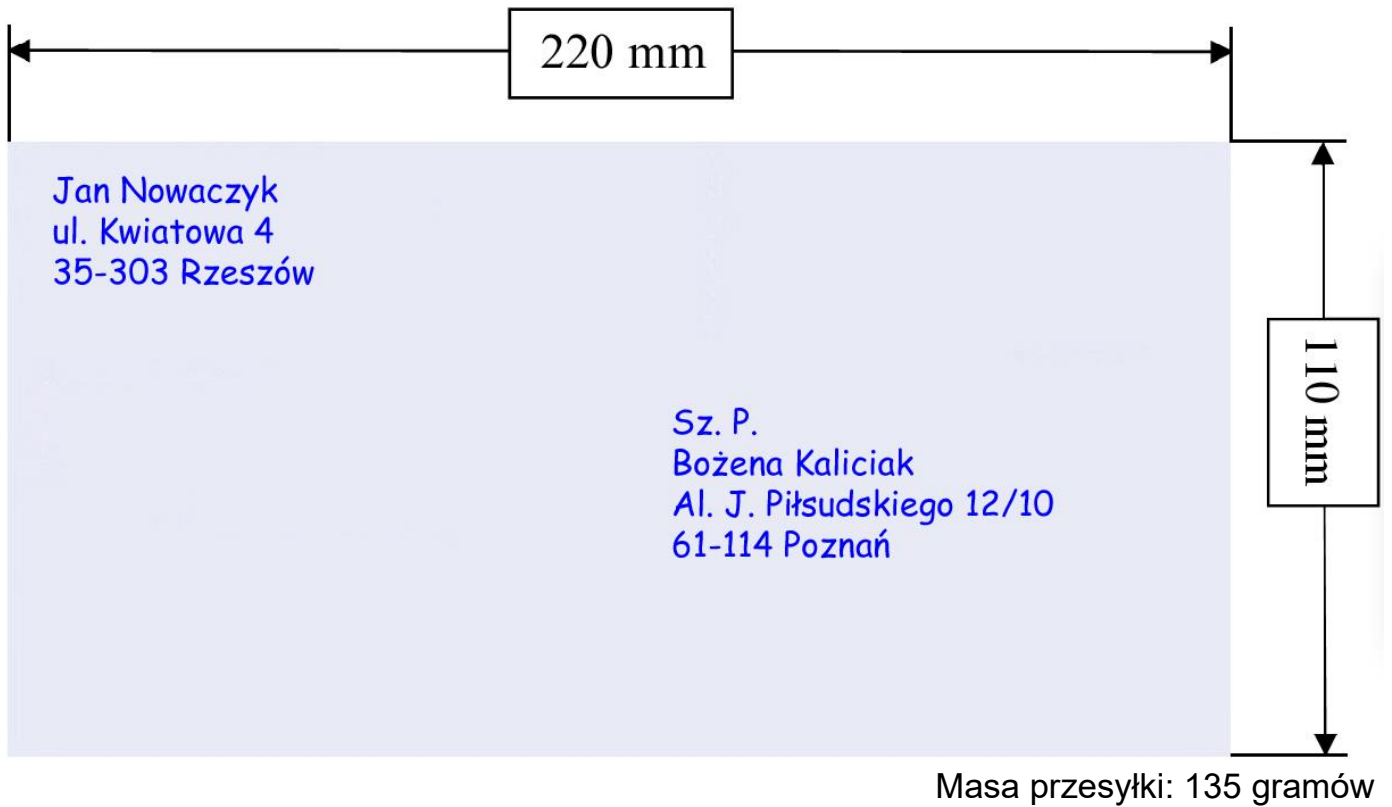 220 mm
Jan Nowaczyk
ul. Kwiatowa 4
35-303 Rzeszów
110 mm
Sz. P.
Bożena Kaliciak
Al. J. Piłsudskiego 12/10
61-114 Poznań
Masa przesyłki: 135 gramów